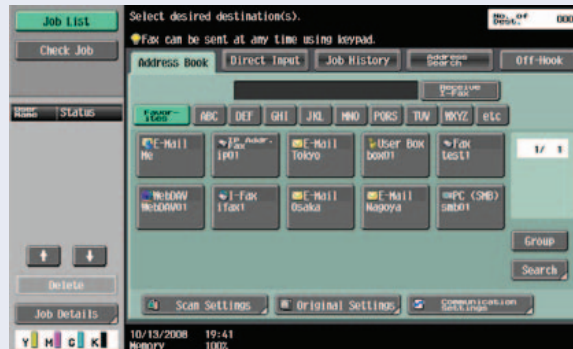 Job List
Check Job
User Name
Status
Delete
Job Details
Y M C K
Select desired destination(s).
Fax can be sent at any time using keypad.
No. of Dest. 000
Address Book
Direct Input
Job History
Address Search
Off-Hook
Receive I-Fax
Favor-ites
ABC
DEF
GHI
JKL
MNO
PQRS
TUV
WXYZ
etc
E-Mail
Me
IP Addr. Fax
ip01
E-Mail
Tokyo
User Box
box01
Fax
test1
1/ 1
WebDAV
WebDAV01
I-Fax
ifax1
E-Mail
Osaka
E-Mail
Nagoya
PC (SMB)
smb01
Group
Search
Scan Settings
Original Settings
Communication Settings
10/13/2008 19:41
Memory 100%